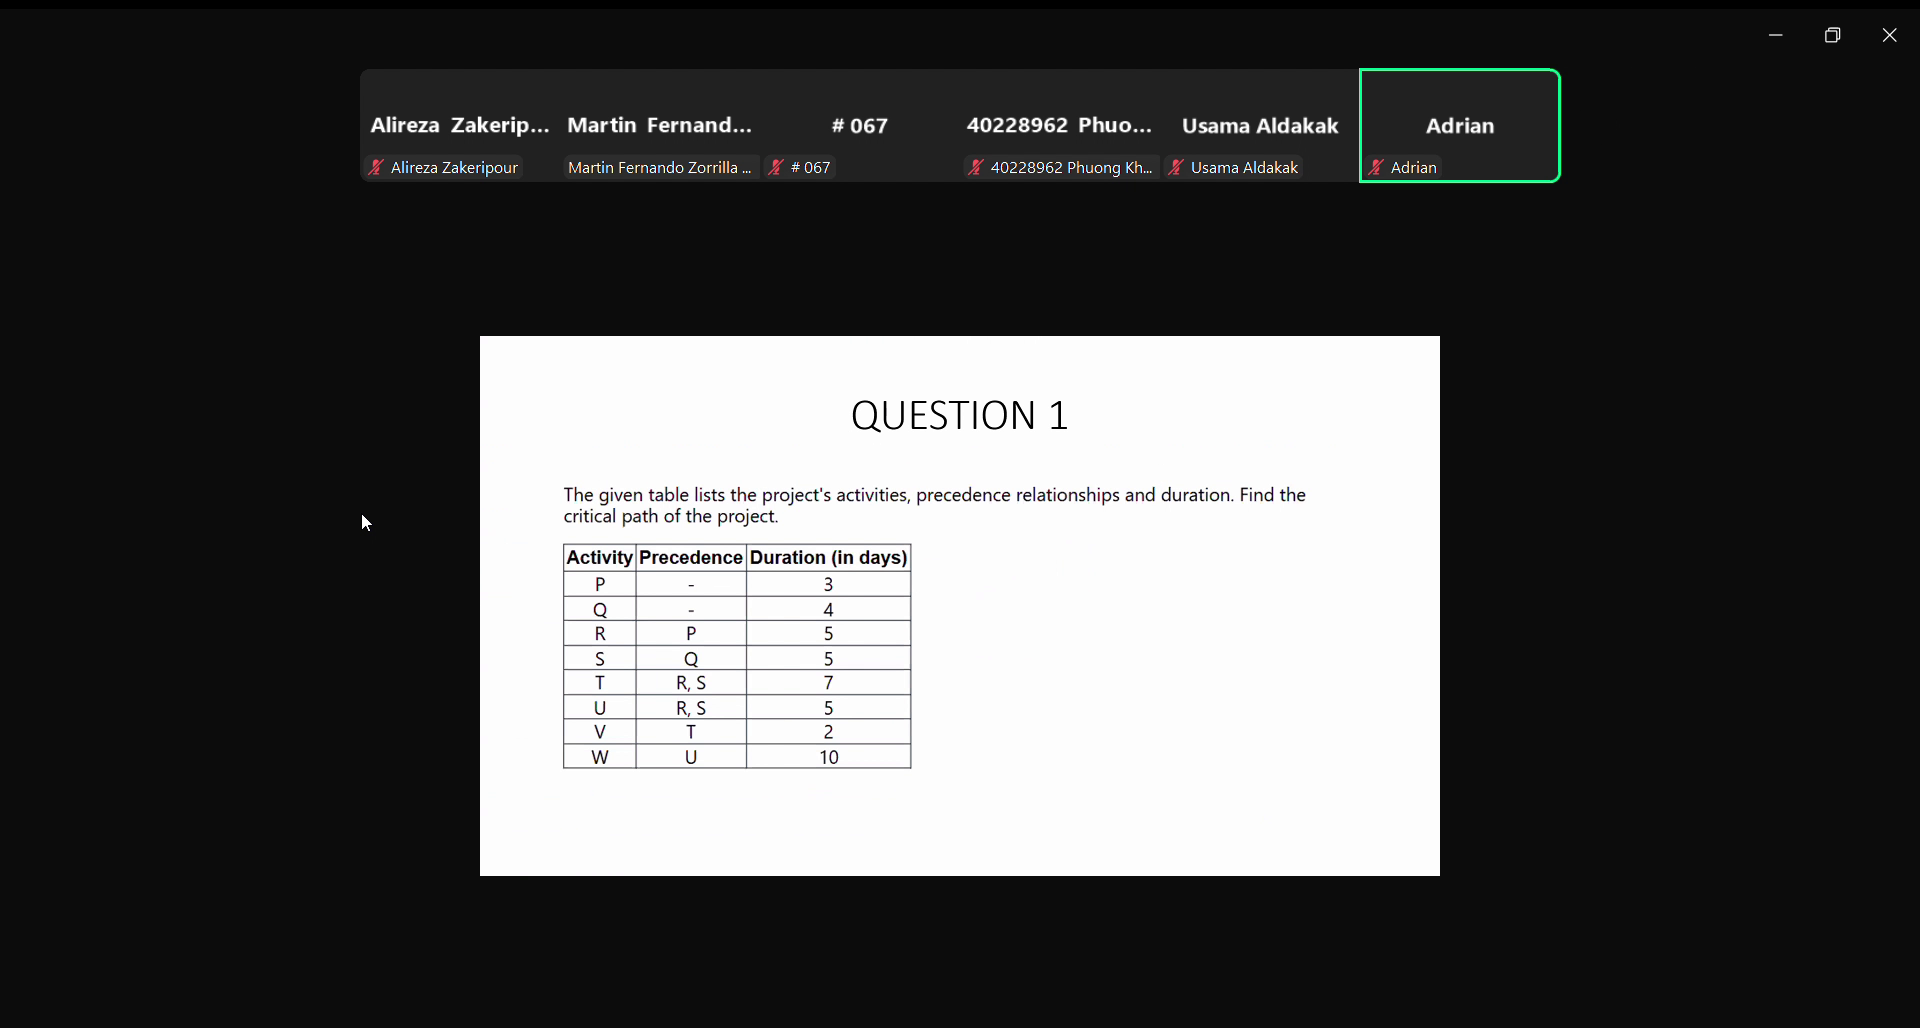 Alireza Zakerip... Martin Fernand... # 067 40228962 Phuo... Usama Aldakak Adrian
Alireza Zakeripour Martin Fernando Zorrilla ... # 067 40228962 Phuong Kh... Usama Aldakak Adrian
QUESTION 1
The given table lists the project's activities, precedence relationships and duration. Find the
critical path of the project.
Activity Precedence Duration (in days)
P - 3
Q - 4
R P 5
S Q 5
T R, S 7
U R, S 5
V T 2
W U 10